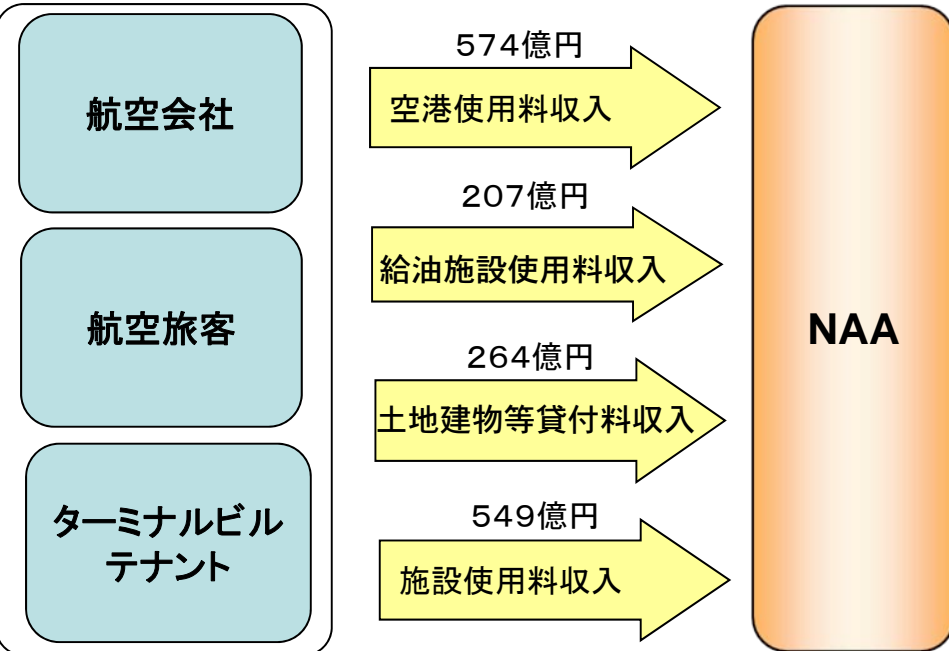 航空会社
航空旅客
ターミナルビル
テナント
574億円
空港使用料収入
207億円
給油施設使用料収入
264億円
土地建物等貸付料収入
549億円
施設使用料収入
NAA